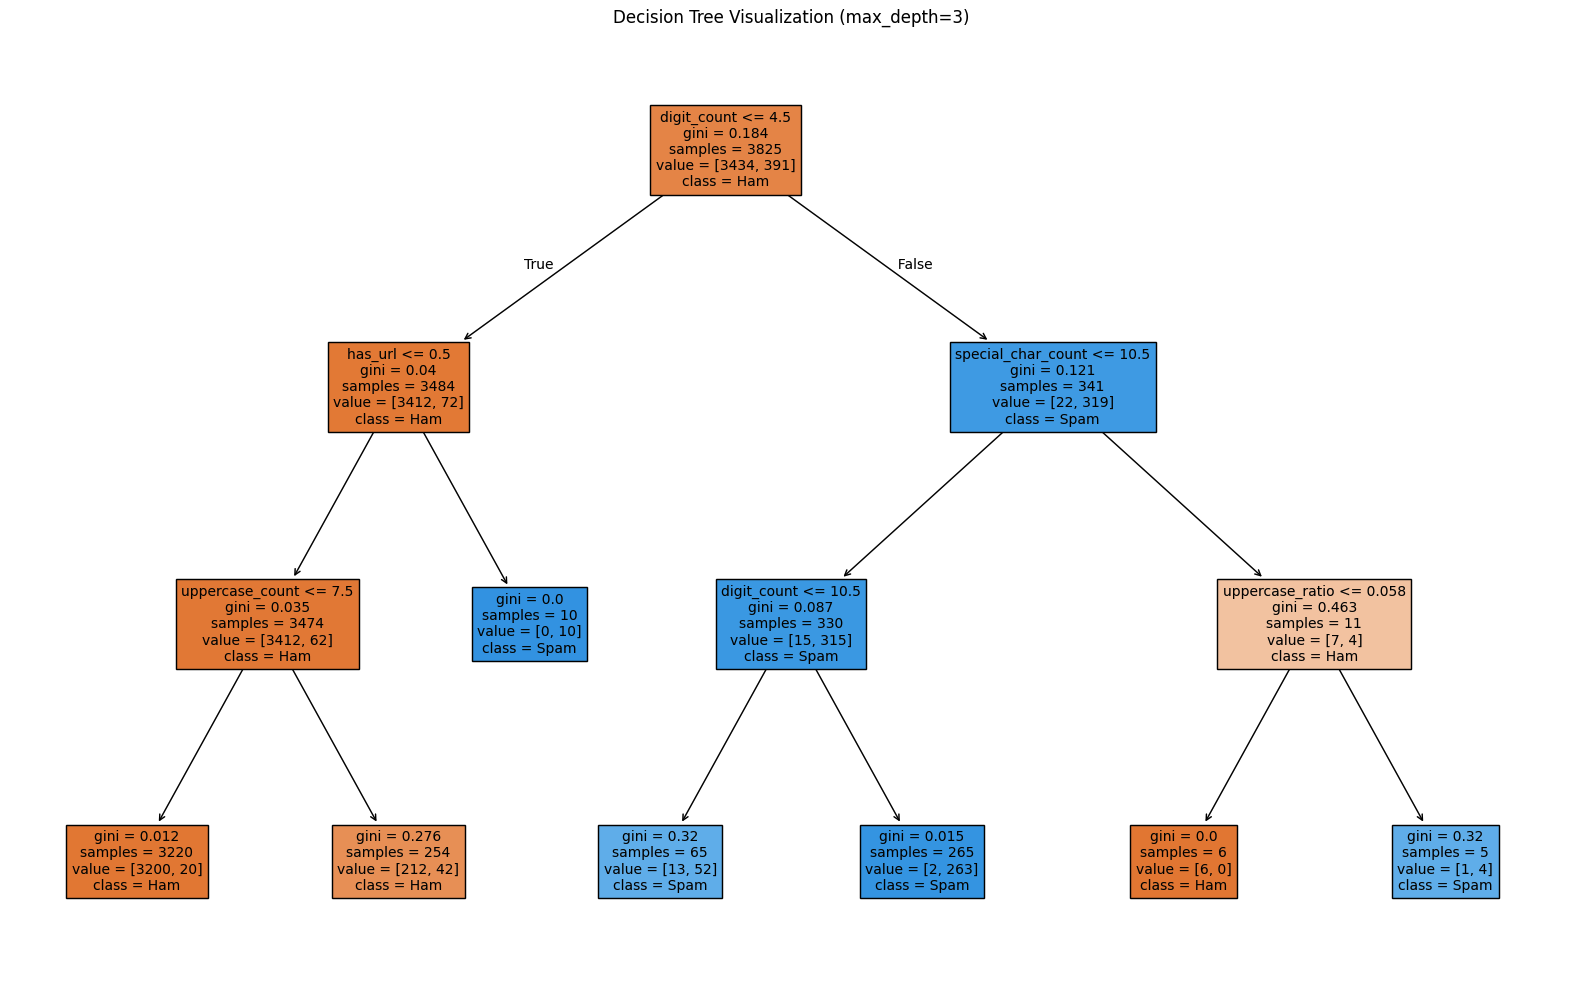 Decision Tree Visualization (max_depth=3)
digit_count <= 4.5
gini = 0.184
samples = 3825
value = [3434, 391]
class = Ham
True
False
has_url <= 0.5
gini = 0.04
samples = 3484
value = [3412, 72]
class = Ham
special_char_count <= 10.5
gini = 0.121
samples = 341
value = [22, 319]
class = Spam
uppercase_count <= 7.5
gini = 0.035
samples = 3474
value = [3412, 62]
class = Ham
gini = 0.0
samples = 10
value = [0, 10]
class = Spam
digit_count <= 10.5
gini = 0.087
samples = 330
value = [15, 315]
class = Spam
uppercase_ratio <= 0.058
gini = 0.463
samples = 11
value = [7, 4]
class = Ham
gini = 0.012
samples = 3220
value = [3200, 20]
class = Ham
gini = 0.276
samples = 254
value = [212, 42]
class = Ham
gini = 0.32
samples = 65
value = [13, 52]
class = Spam
gini = 0.015
samples = 265
value = [2, 263]
class = Spam
gini = 0.0
samples = 6
value = [6, 0]
class = Ham
gini = 0.32
samples = 5
value = [1, 4]
class = Spam